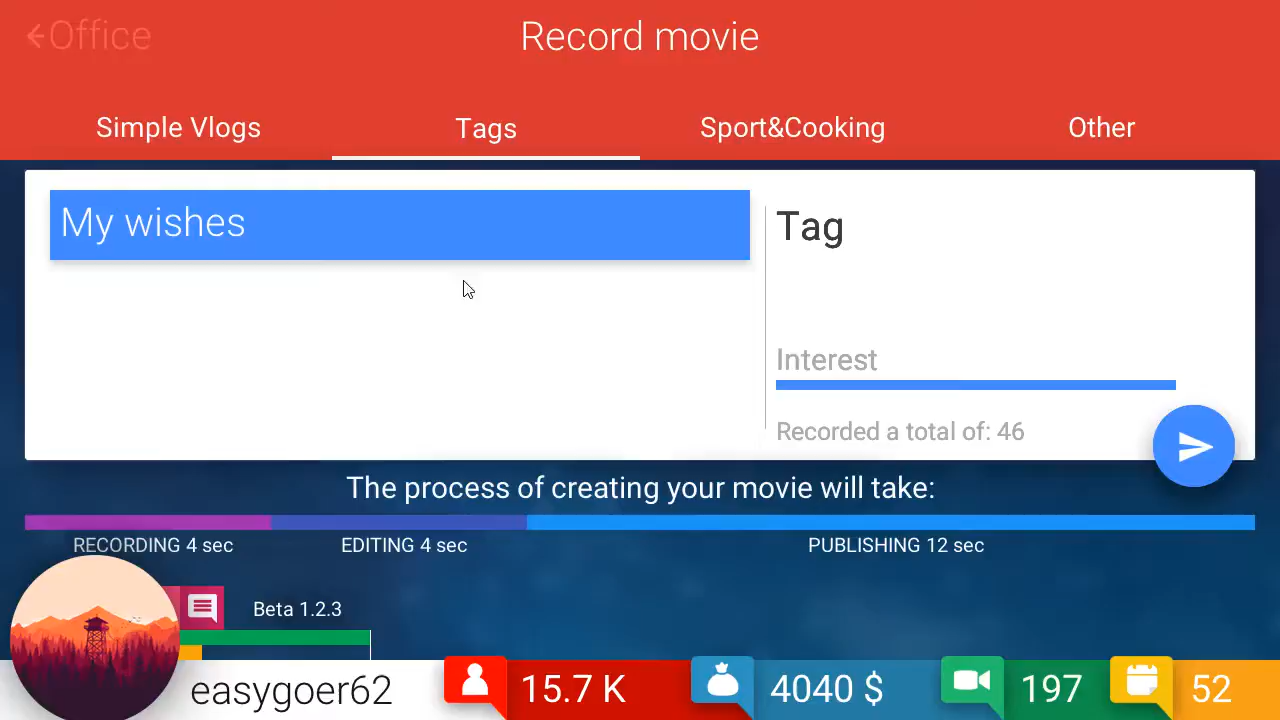 Office
Record movie
Simple Vlogs
Tags
Sport&Cooking
Other
My wishes
Tag
Interest
Recorded a total of: 46
The process of creating your movie will take:
RECORDING 4 sec
EDITING 4 sec
PUBLISHING 12 sec
Beta 1.2.3
easygoer62
15.7 K
4040 $
197
52